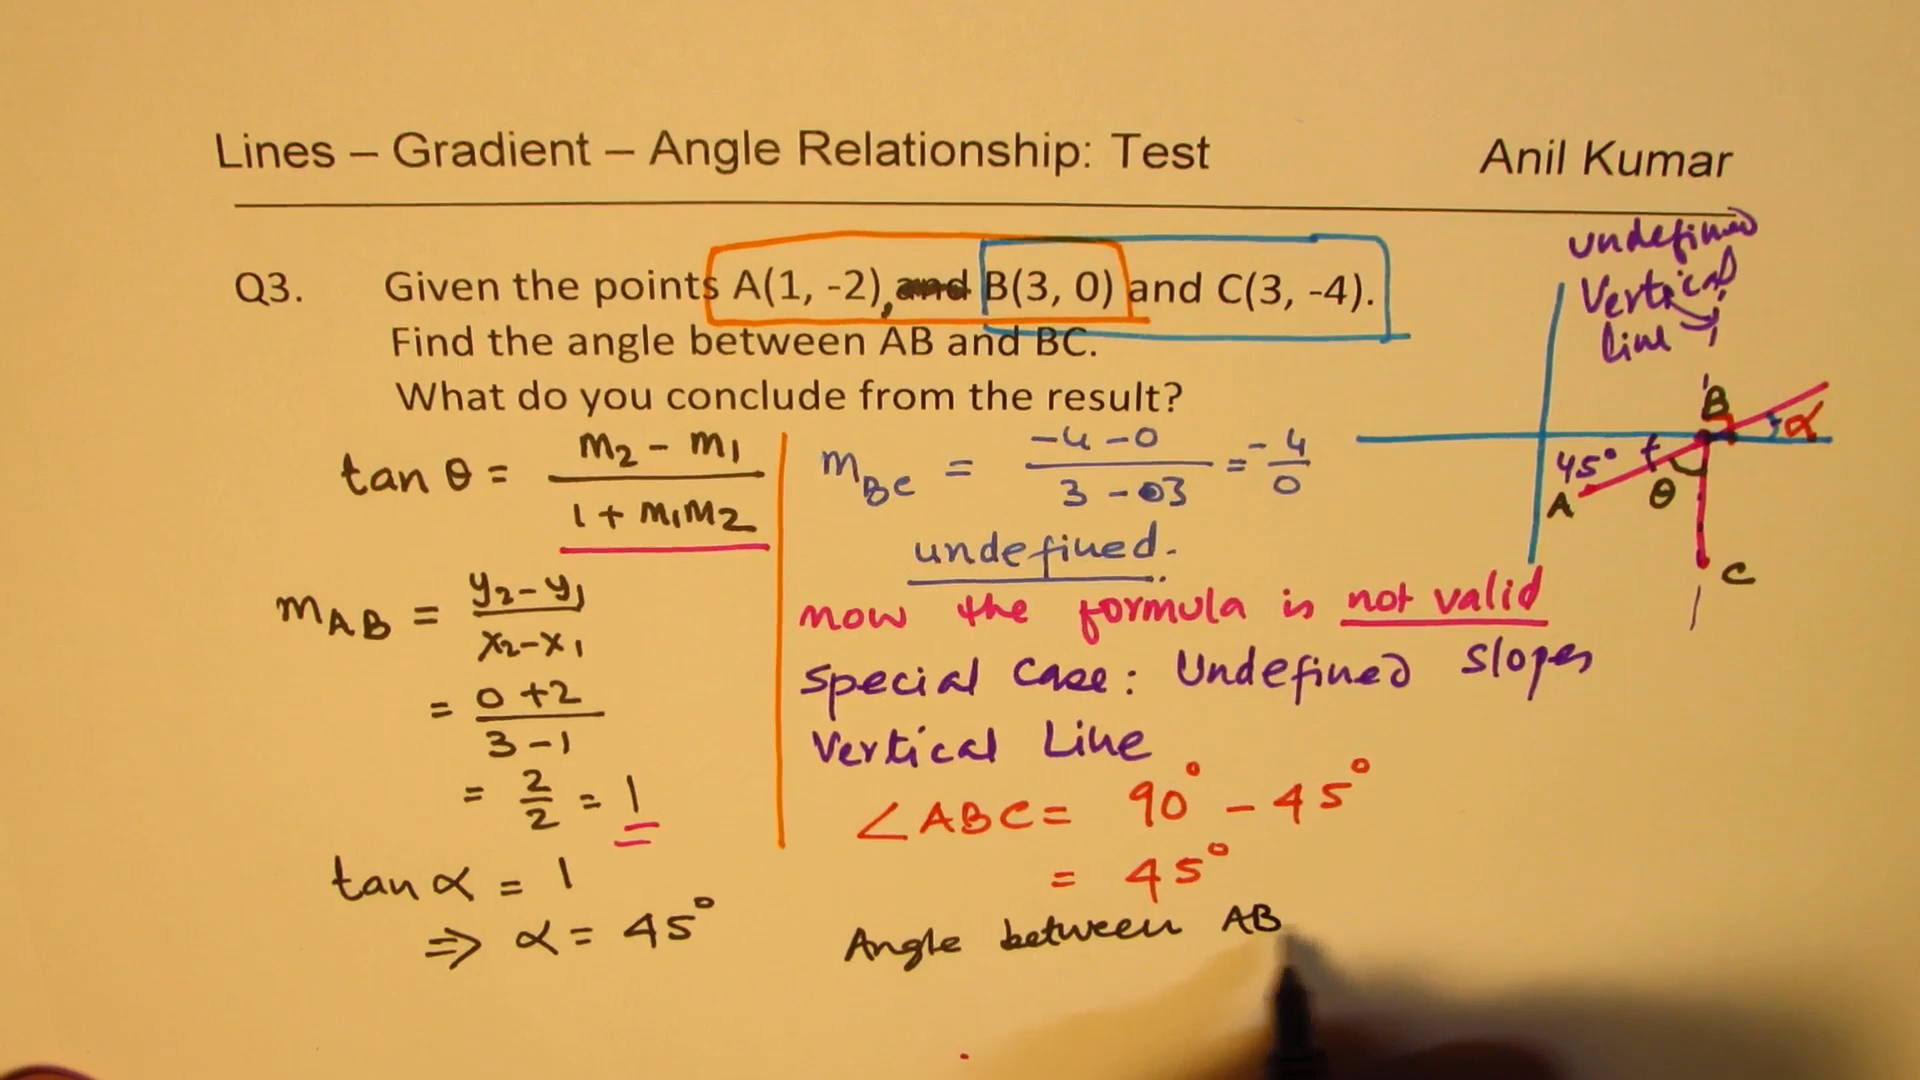 Lines – Gradient – Angle Relationship: Test Anil Kumar
Q3. Given the points A(1, -2), and B(3, 0) and C(3, -4).
Find the angle between AB and BC.
What do you conclude from the result?
tan θ = m2 - m1 / 1 + m1m2
mAB = y2 - y1 / x2 - x1
= 0 + 2 / 3 - 1
= 2/2 = 1
tan α = 1
⇒ α = 45°
mBC = -4 - 0 / 3 - 3 = -4/0
undefined.
now the formula is not valid
Special Case: Undefined Slopes
Vertical Line
∠ABC = 90° - 45°
= 45°
Angle between AB
undefined
Vertical
line
B
α
45°
A
θ
C